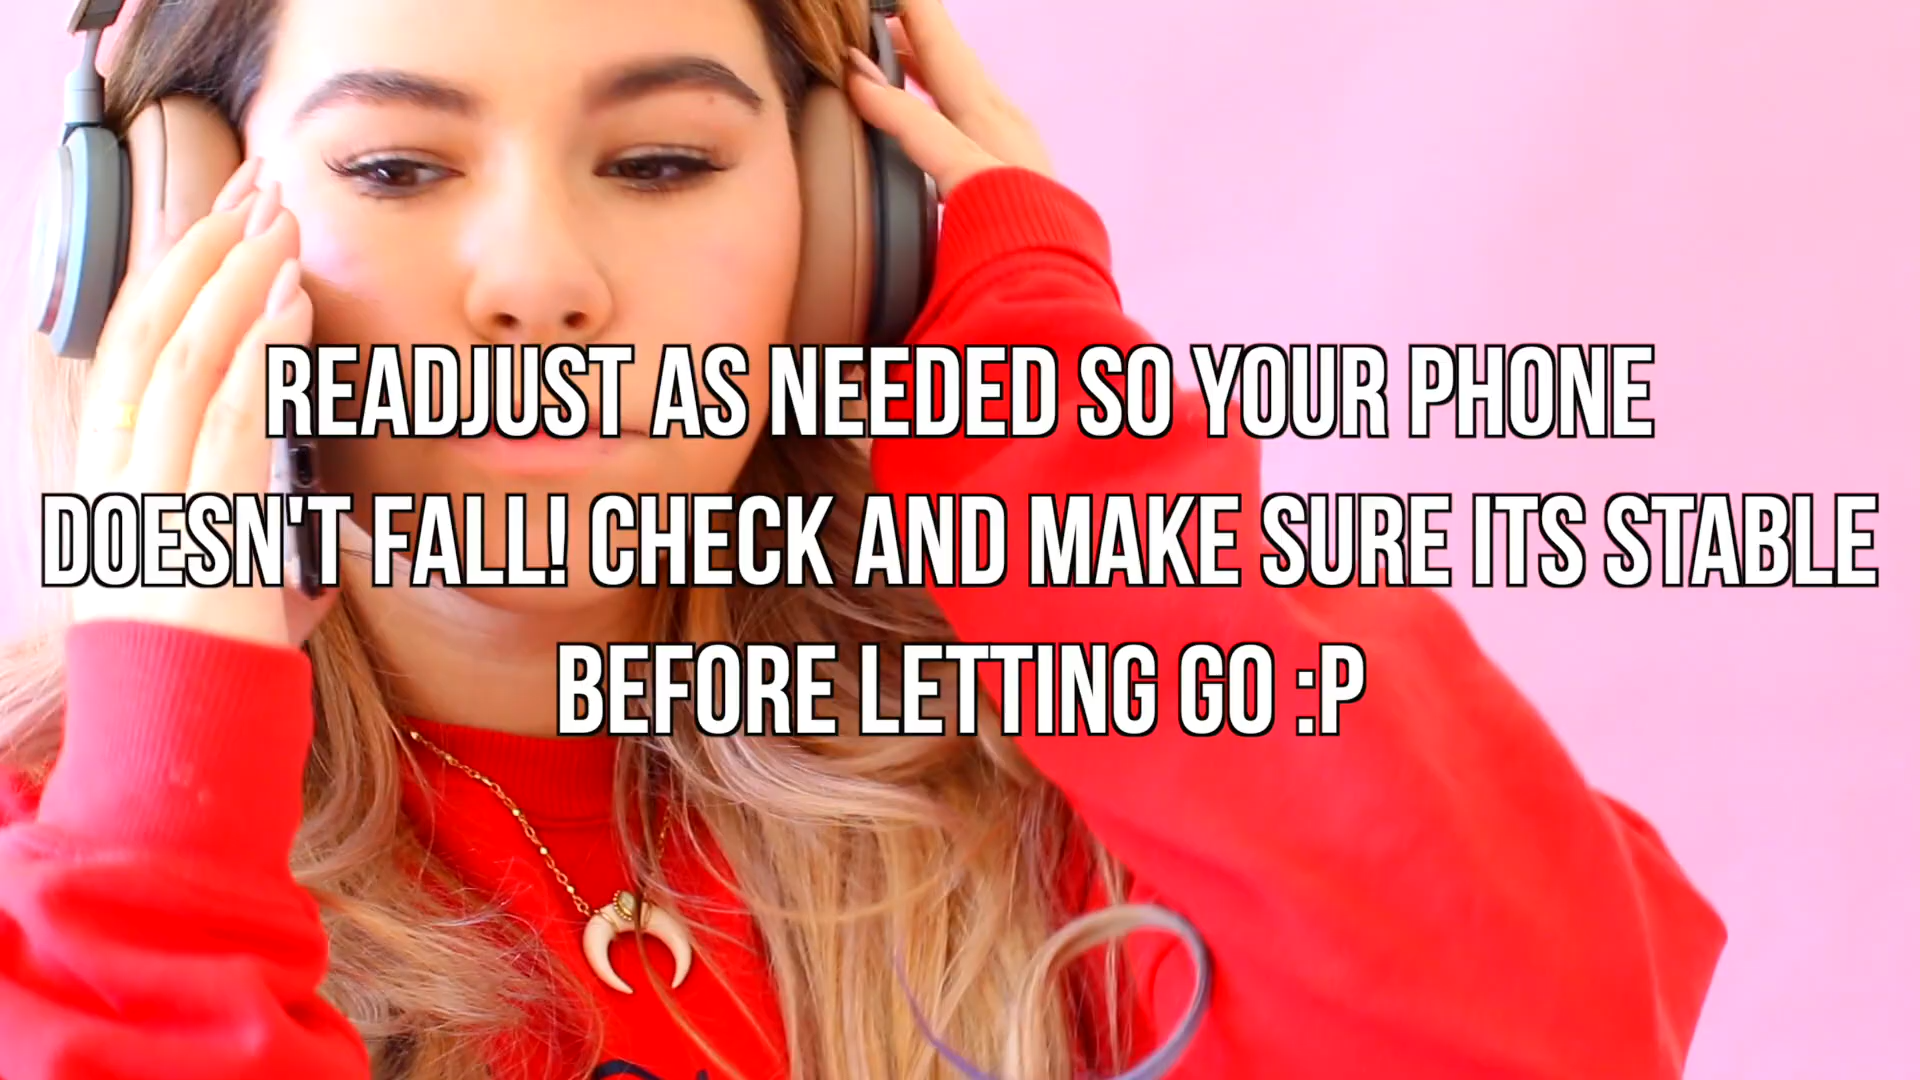 READJUST AS NEEDED SO YOUR PHONE
DOESN'T FALL! CHECK AND MAKE SURE ITS STABLE
BEFORE LETTING GO :P